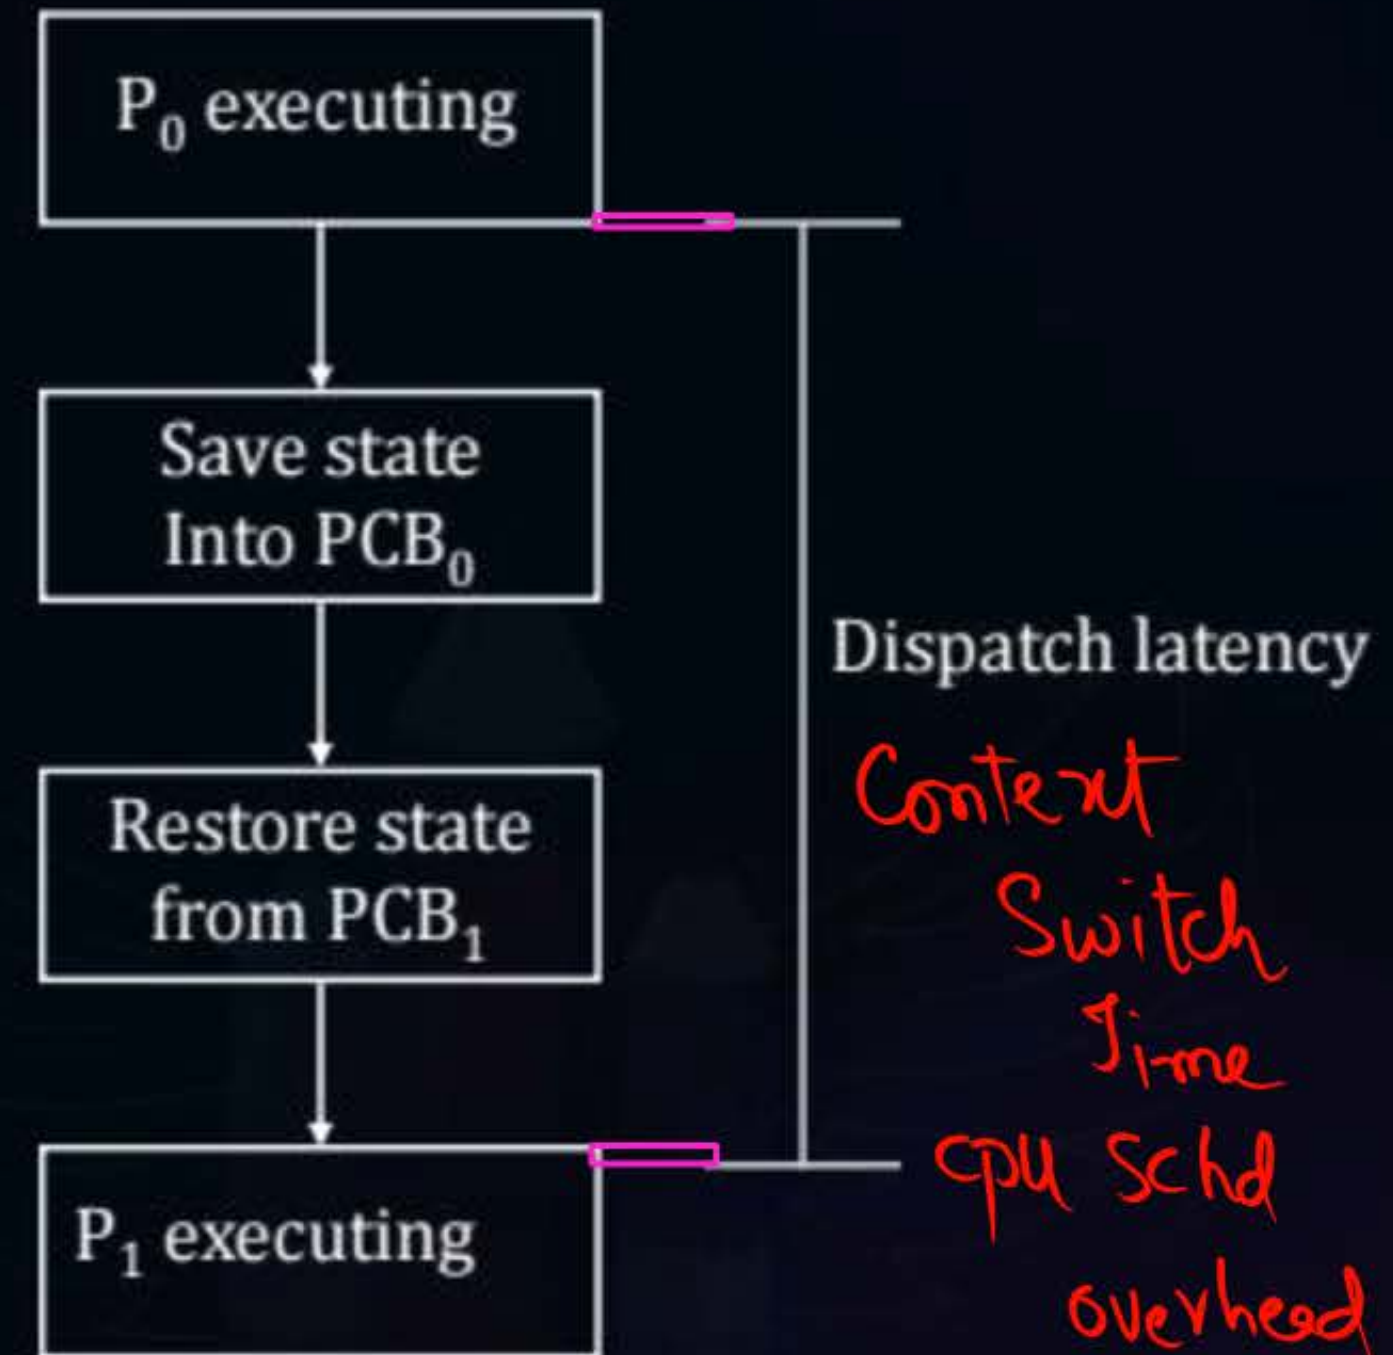 P₀ executing
Save state
Into PCB₀
Restore state
from PCB₁
P₁ executing
Dispatch latency
Context
Switch
Time
CPU Schd
overhead